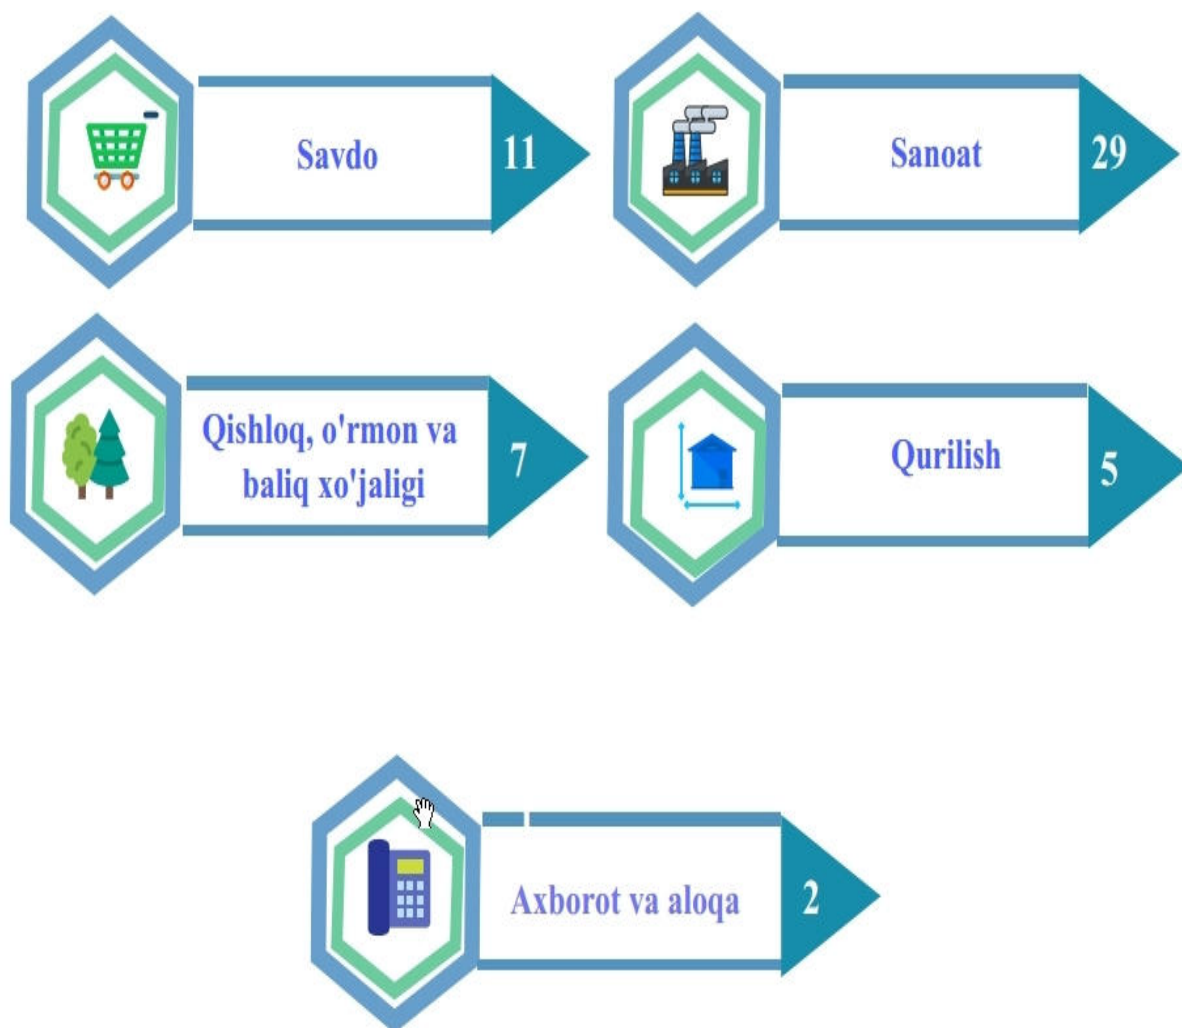 Savdo
11
Sanoat
29
Qishloq, o'rmon va
baliq xo'jaligi
7
Qurilish
5
Axborot va aloqa
2